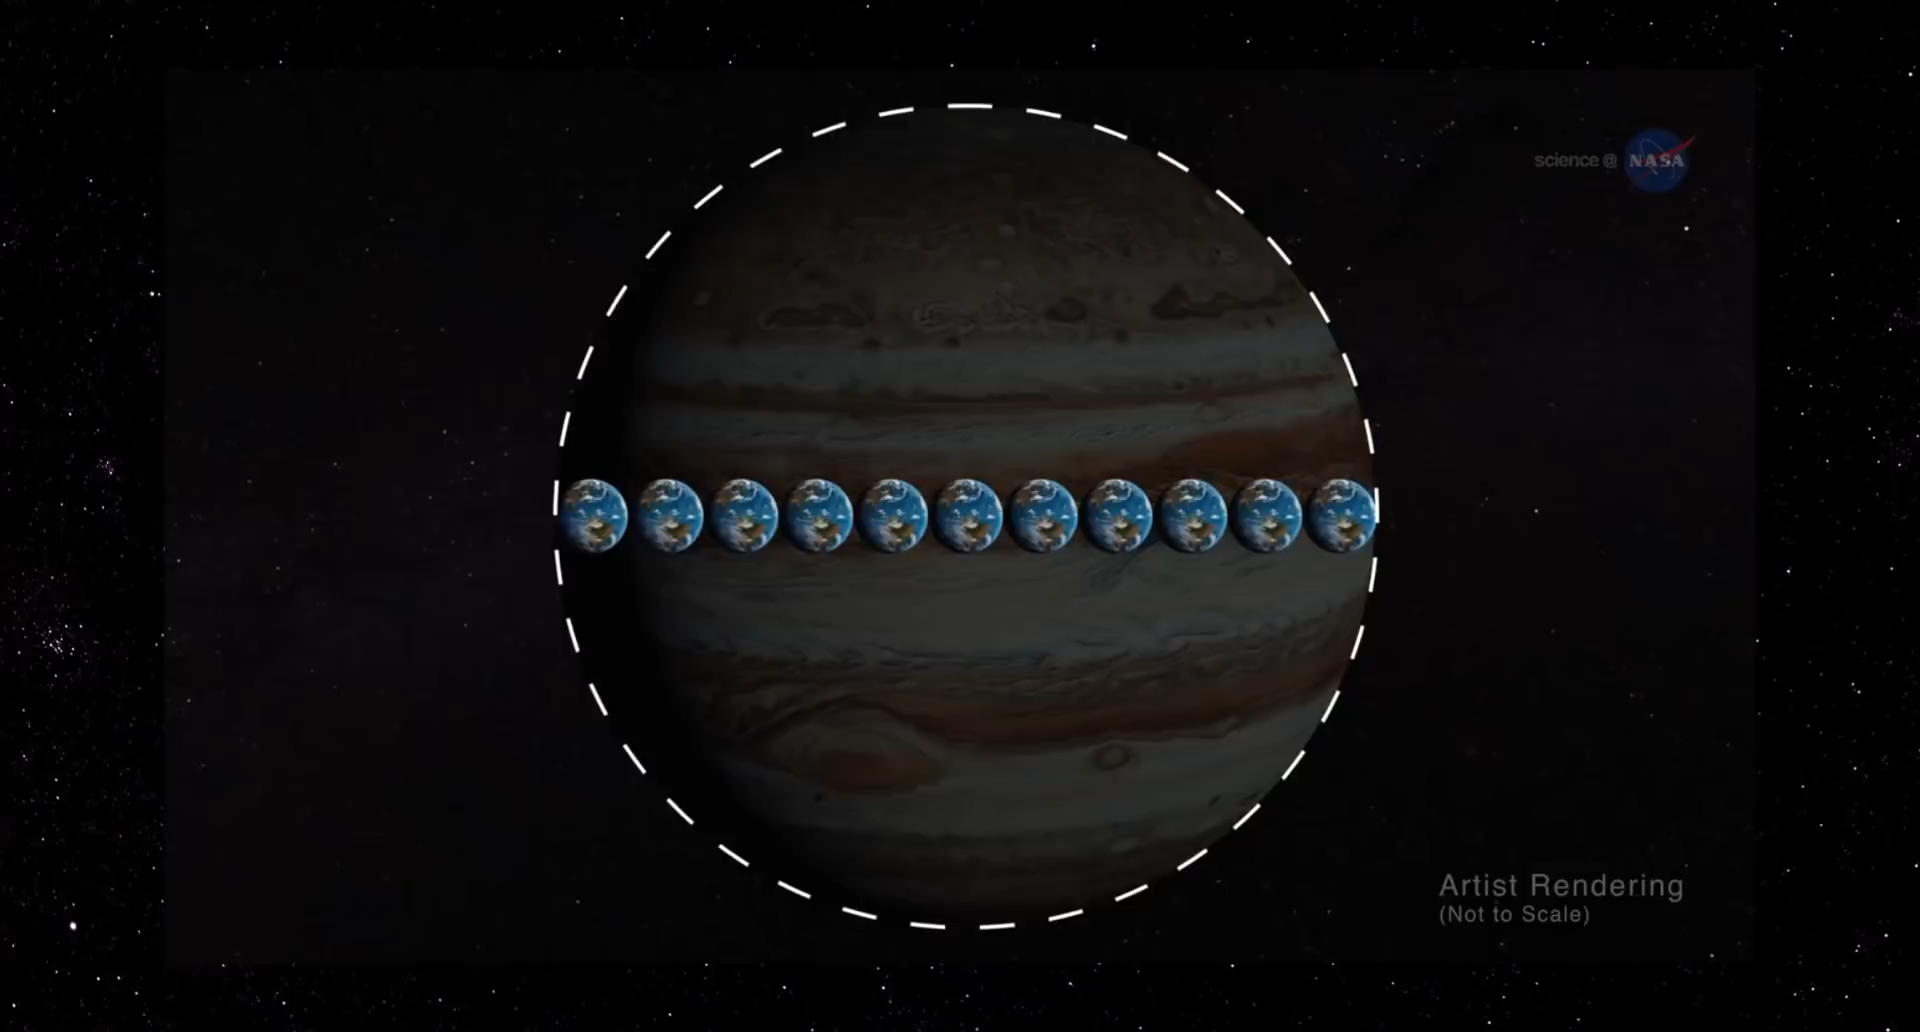 science @ NASA
Artist Rendering
(Not to Scale)